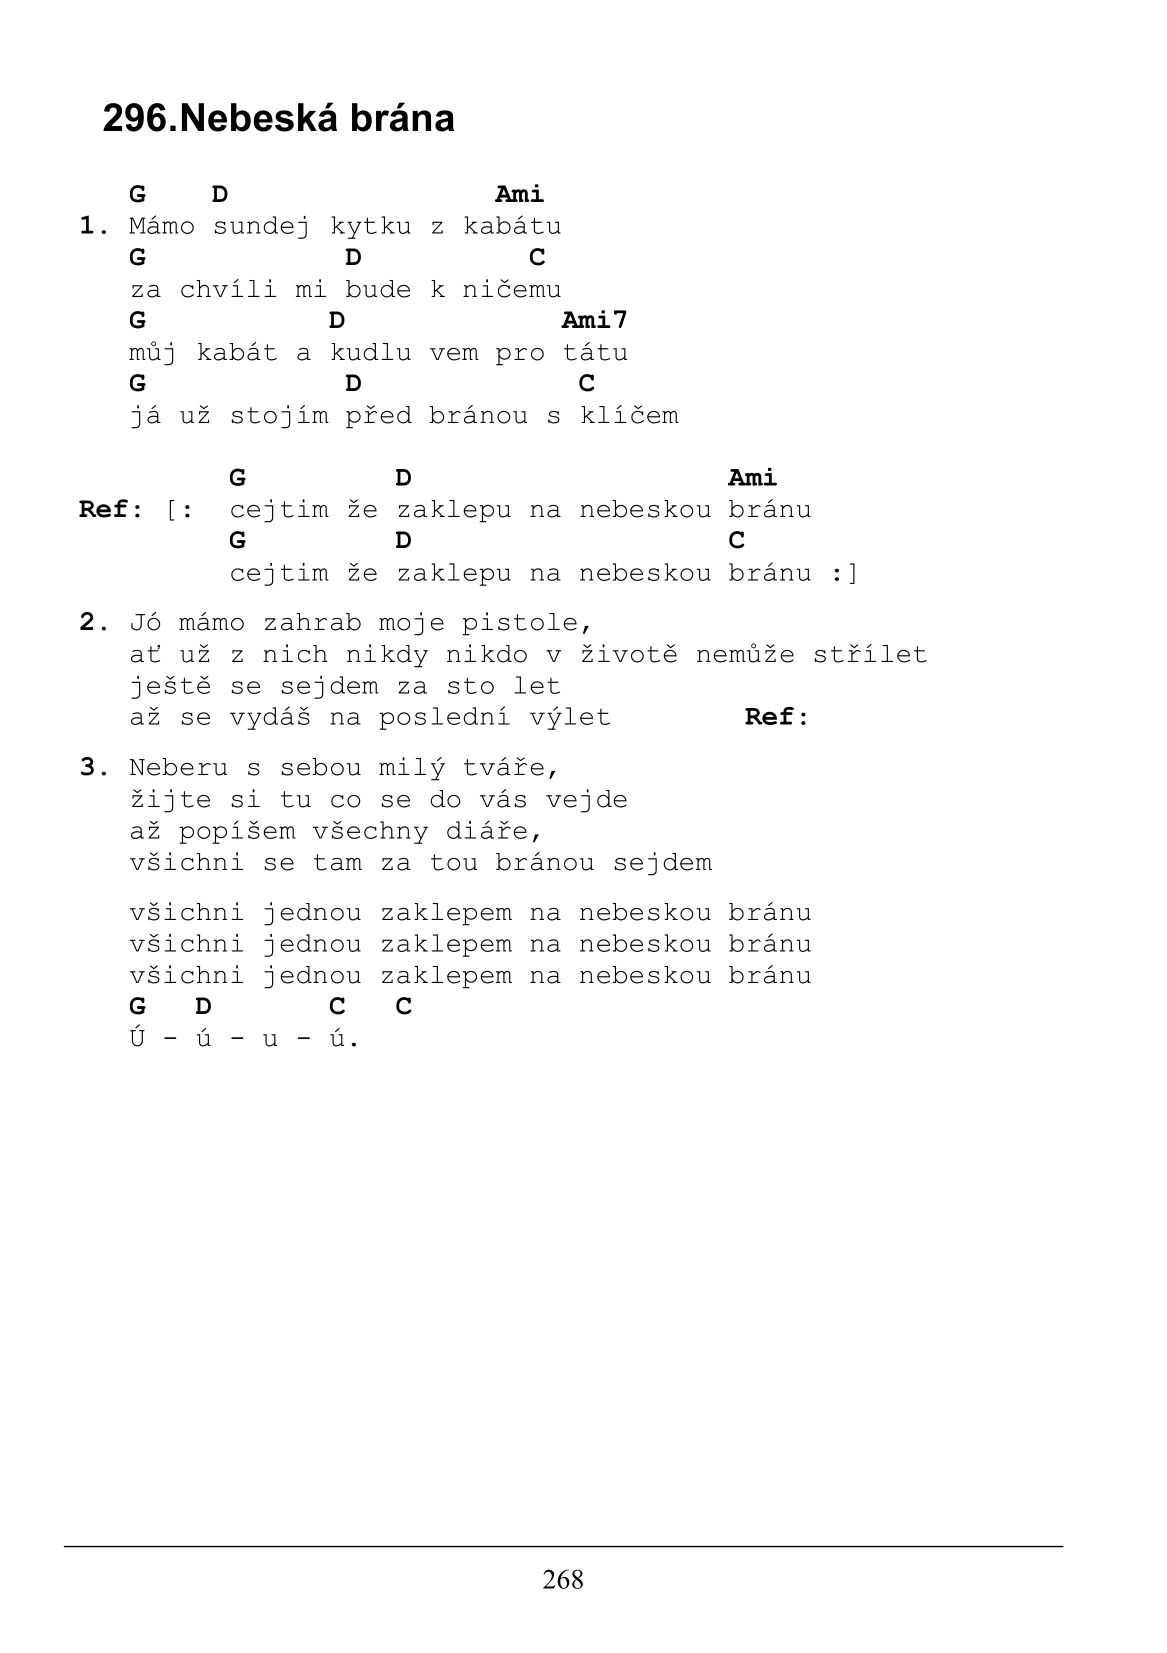 296.Nebeská brána
G D Ami
1. Mámo sundej kytku z kabátu
G D C
za chvíli mi bude k ničemu
G D Ami7
můj kabát a kudlu vem pro tátu
G D C
já už stojím před bránou s klíčem
G D Ami
Ref: [: cejtim že zaklepu na nebeskou bránu
G D C
cejtim že zaklepu na nebeskou bránu :]
2. Jó mámo zahrab moje pistole,
ať už z nich nikdy nikdo v životě nemůže střílet
ještě se sejdem za sto let
až se vydáš na poslední výlet Ref:
3. Neberu s sebou milý tváře,
žijte si tu co se do vás vejde
až popíšem všechny diáře,
všichni se tam za tou bránou sejdem
všichni jednou zaklepem na nebeskou bránu
všichni jednou zaklepem na nebeskou bránu
všichni jednou zaklepem na nebeskou bránu
G D C C
Ú - ú - u - ú.
268